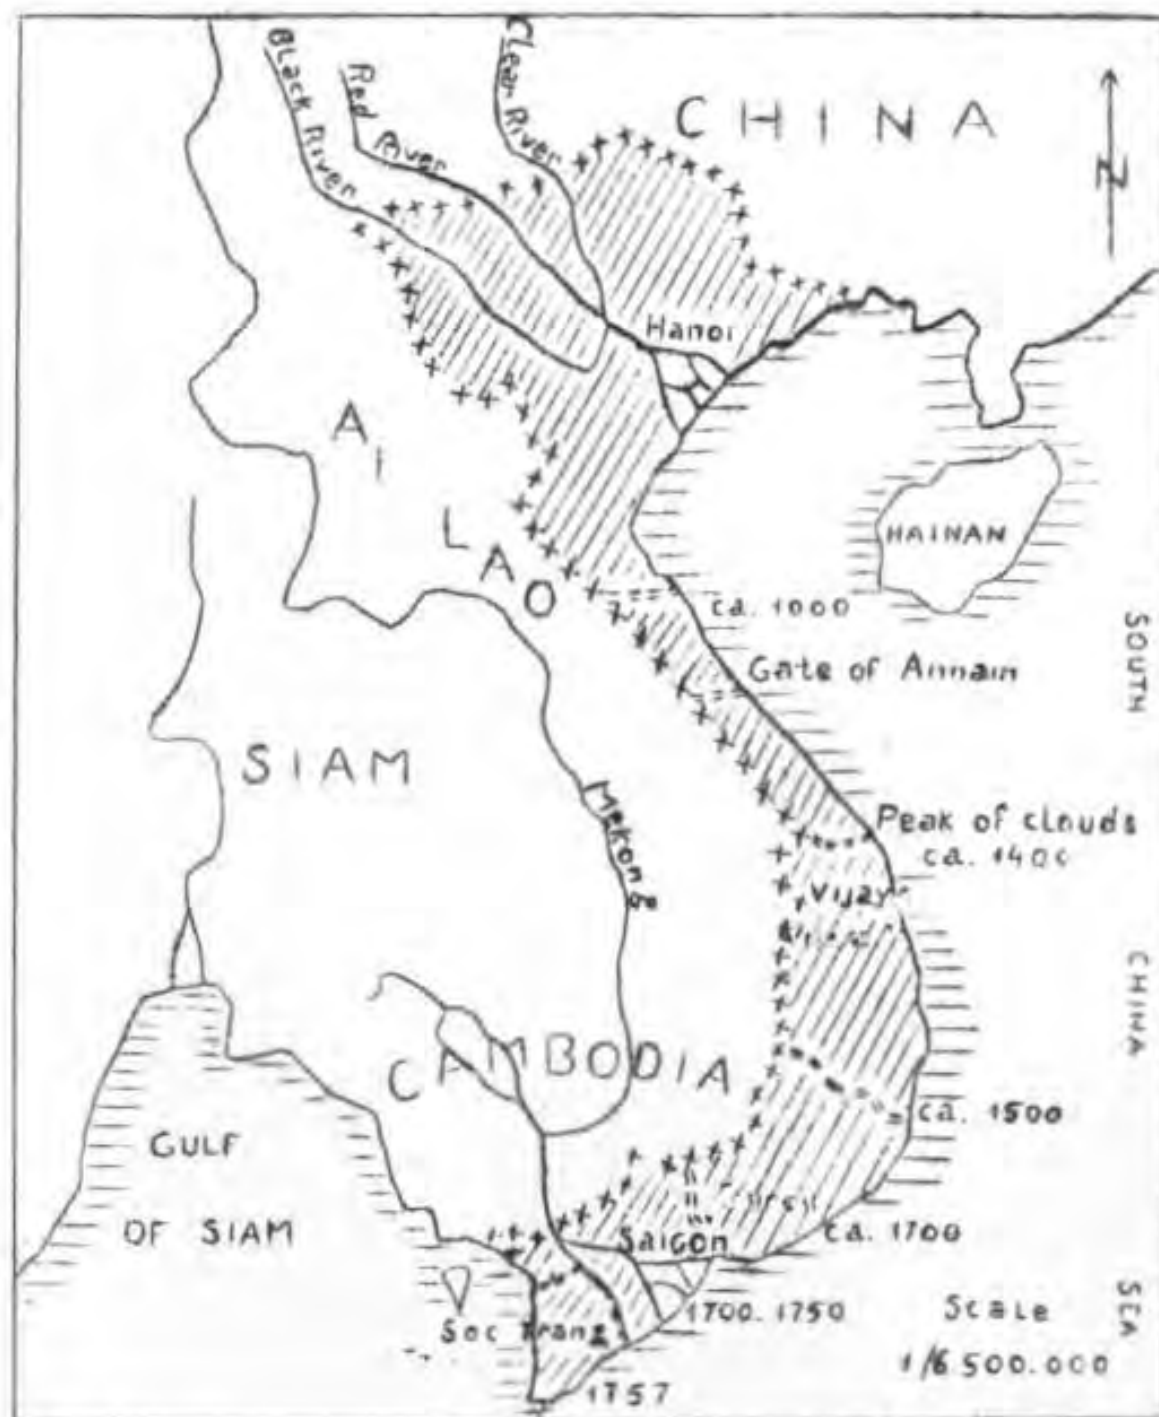 Black River
Red River
Clear River
CHINA
N
Hanoi
Ai
LAO
HAINAN
ca. 1000
Gate of Annam
SIAM
Mekong
Peak of clouds
ca. 1400
Vijay
CAMBODIA
ca. 1500
GULF
OF SIAM
Saigon
ca. 1700
Soc Trang
1700-1750
1757
Scale
1/6.500.000
SOUTH
CHINA
SEA